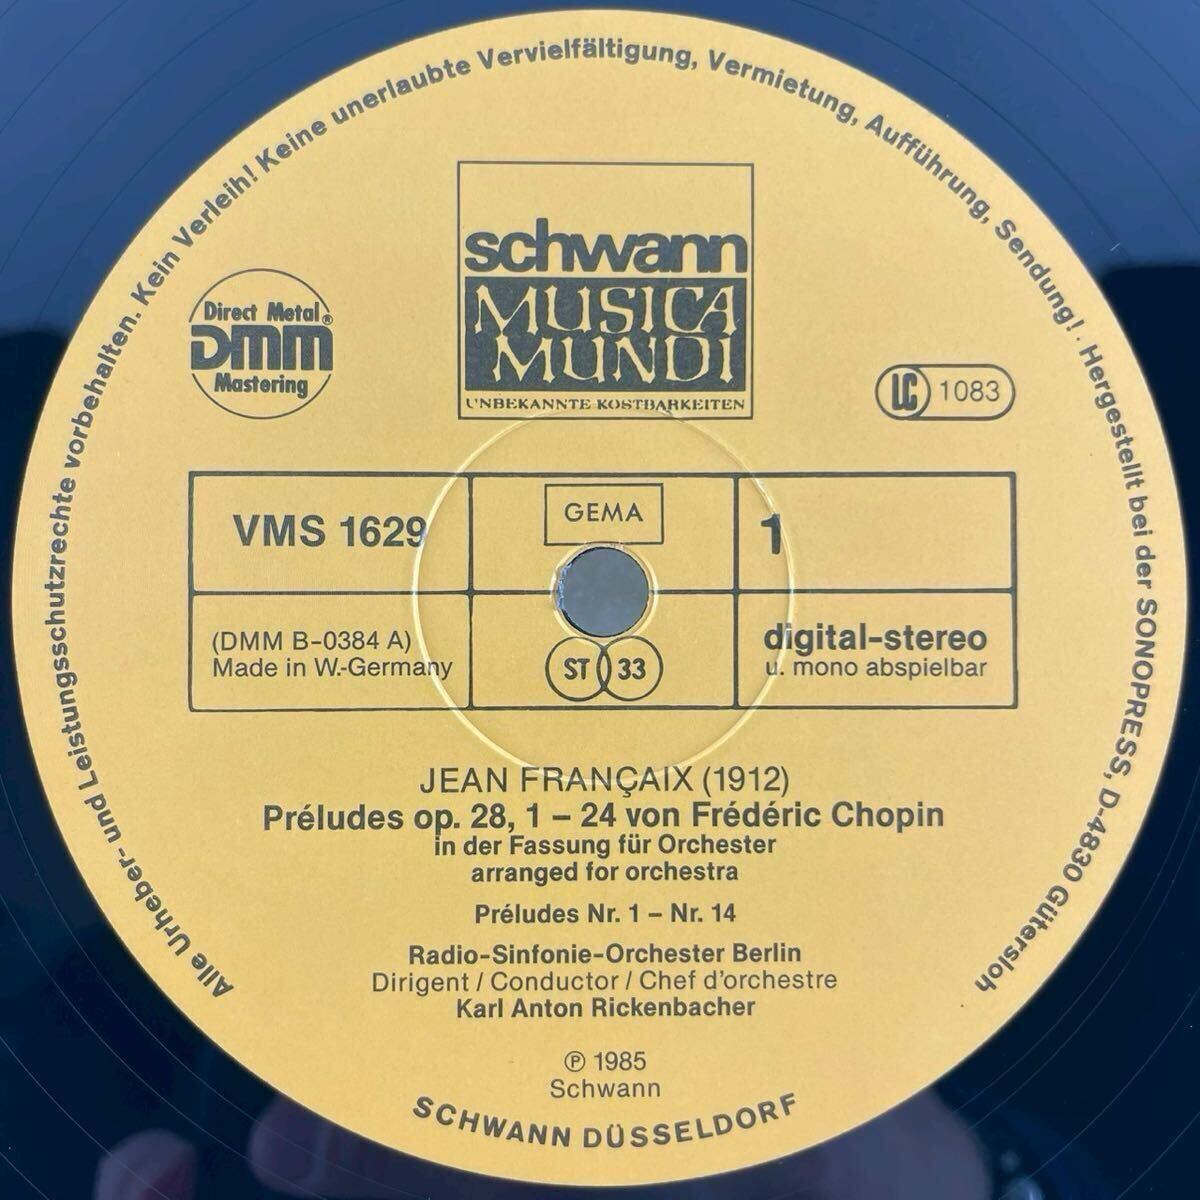 Alle Urheber- und Leistungsschutzrechte vorbehalten. Kein Verleih! Keine unerlaubte Vervielfältigung, Vermietung, Aufführung, Sendung! · Hergestellt bei der SONOPRESS, D-4830 Gütersloh
schwann
MUSICA
MUNDI
UNBEKANNTE KOSTBARKEITEN
Direct Metal®
DMM
Mastering
LC 1083
VMS 1629
GEMA
1
(DMM B-0384 A)
Made in W.-Germany
ST 33
digital-stereo
u. mono abspielbar
JEAN FRANÇAIX (1912)
Préludes op. 28, 1 – 24 von Frédéric Chopin
in der Fassung für Orchester
arranged for orchestra
Préludes Nr. 1 – Nr. 14
Radio-Sinfonie-Orchester Berlin
Dirigent / Conductor / Chef d'orchestre
Karl Anton Rickenbacher
℗ 1985
Schwann
SCHWANN DÜSSELDORF